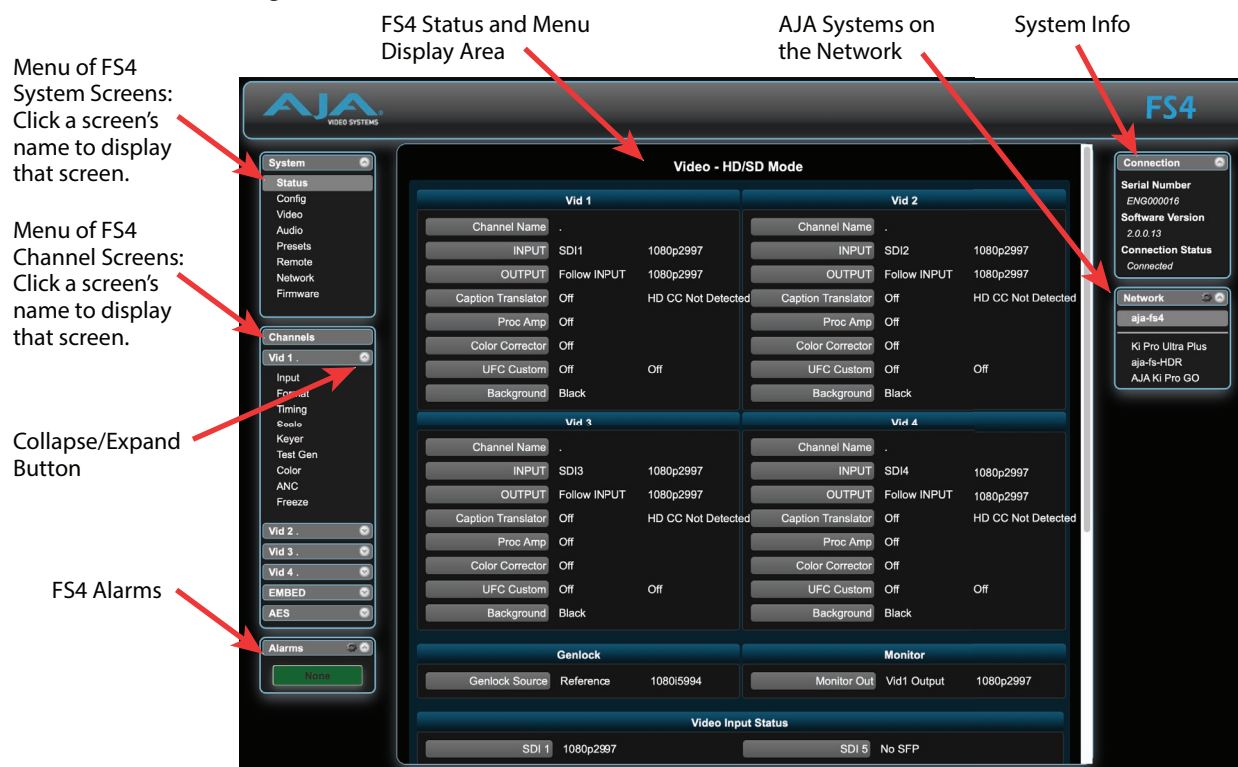 FS4 Status and Menu
Display Area
AJA Systems on
the Network
System Info
Menu of FS4
System Screens:
Click a screen's
name to display
that screen.
Menu of FS4
Channel Screens:
Click a screen's
name to display
that screen.
Collapse/Expand
Button
FS4 Alarms
AJA
VIDEO SYSTEMS
FS4
System
Status
Config
Video
Audio
Presets
Remote
Network
Firmware
Channels
Vid 1 .
Input
Format
Timing
Scale
Keyer
Test Gen
Color
ANC
Freeze
Vid 2 .
Vid 3 .
Vid 4 .
EMBED
AES
Alarms
None
Video - HD/SD Mode
Vid 1
Channel Name .
INPUT SDI1 1080p2997
OUTPUT Follow INPUT 1080p2997
Caption Translator Off HD CC Not Detected
Proc Amp Off
Color Corrector Off
UFC Custom Off Off
Background Black
Vid 2
Channel Name .
INPUT SDI2 1080p2997
OUTPUT Follow INPUT 1080p2997
Caption Translator Off HD CC Not Detected
Proc Amp Off
Color Corrector Off
UFC Custom Off Off
Background Black
Vid 3
Channel Name .
INPUT SDI3 1080p2997
OUTPUT Follow INPUT 1080p2997
Caption Translator Off HD CC Not Detected
Proc Amp Off
Color Corrector Off
UFC Custom Off Off
Background Black
Vid 4
Channel Name .
INPUT SDI4 1080p2997
OUTPUT Follow INPUT 1080p2997
Caption Translator Off HD CC Not Detected
Proc Amp Off
Color Corrector Off
UFC Custom Off Off
Background Black
Genlock
Genlock Source Reference 1080i5994
Monitor
Monitor Out Vid1 Output 1080p2997
Video Input Status
SDI 1 1080p2997
SDI 5 No SFP
Connection
Serial Number
ENG000016
Software Version
2.0.0.13
Connection Status
Connected
Network
aja-fs4
Ki Pro Ultra Plus
aja-fs-HDR
AJA Ki Pro GO